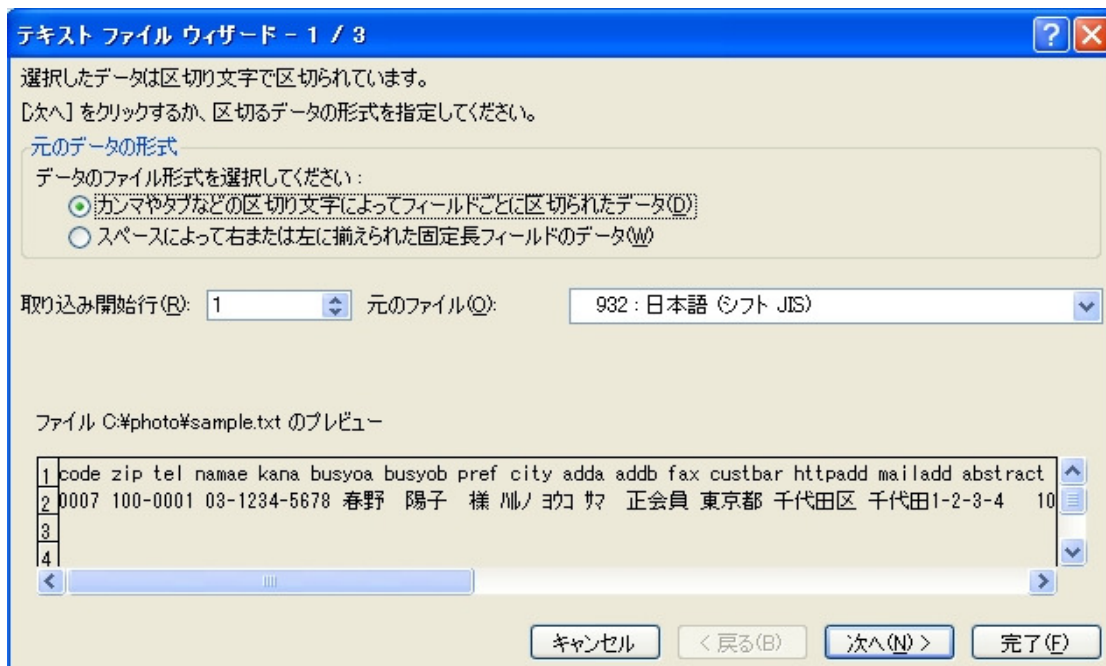 テキスト ファイル ウィザード - 1 / 3
選択したデータは区切り文字で区切られています。
[次へ] をクリックするか、区切るデータの形式を指定してください。
元のデータの形式
データのファイル形式を選択してください:
カンマやタブなどの区切り文字によってフィールドごとに区切られたデータ(D)
スペースによって右または左に揃えられた固定長フィールドのデータ(W)
取り込み開始行(R): 1 元のファイル(O): 932 : 日本語 (シフト JIS)
ファイル C:¥photo¥sample.txt のプレビュー
1 code zip tel namae kana busyoa busyob pref city adda addb fax custbar httpadd mailadd abstract
2 0007 100-0001 03-1234-5678 春野 陽子 様 ﾊﾙﾉ ﾖｳｺ ｻﾏ 正会員 東京都 千代田区 千代田1-2-3-4 10
3
4
キャンセル < 戻る(B) 次へ(N) > 完了(F)